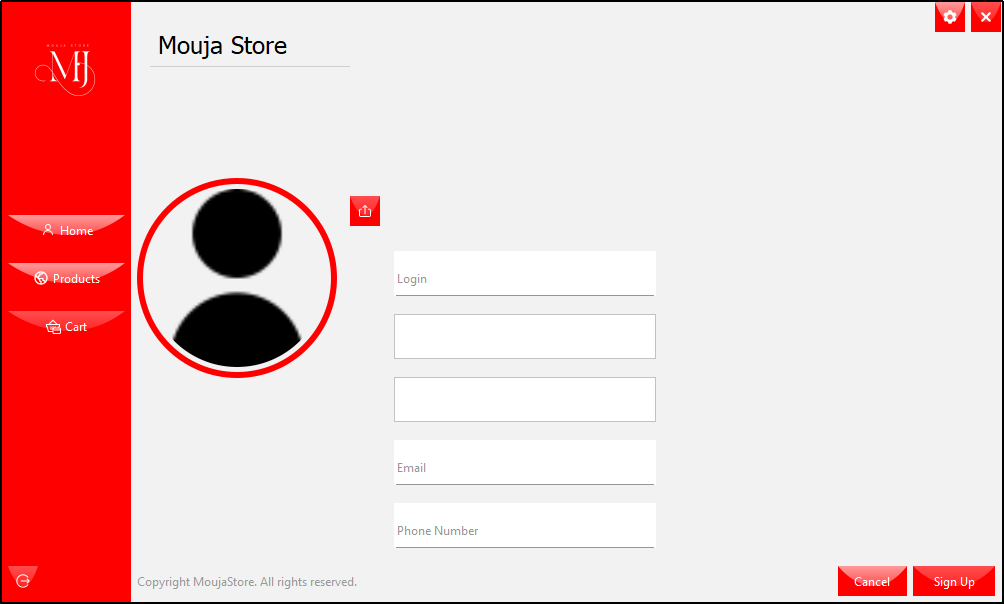 MOUJA STORE
MJ
Mouja Store
Home
Products
Cart
Login
Email
Phone Number
Copyright MoujaStore. All rights reserved.
Cancel
Sign Up